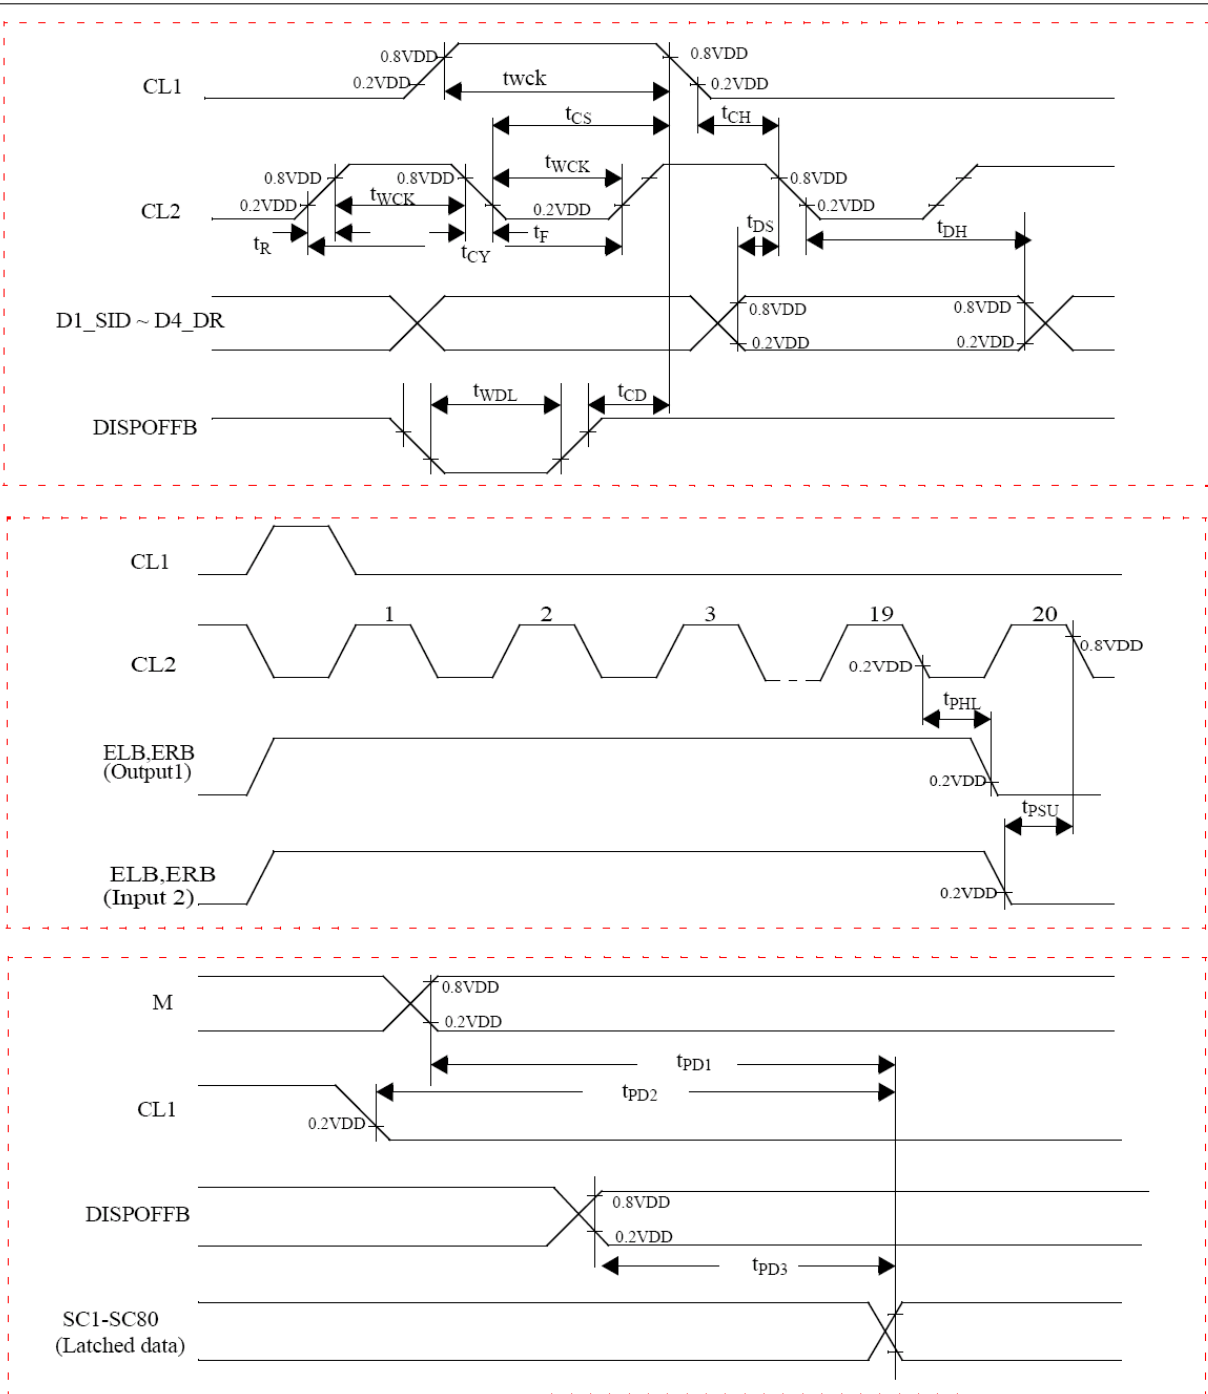 0.8VDD 0.8VDD
CL1 0.2VDD twck 0.2VDD
tCS tCH
tWCK
0.8VDD 0.8VDD 0.8VDD
tWCK
CL2 0.2VDD 0.2VDD 0.2VDD
tR tCY tF tDS tDH
D1_SID ~ D4_DR 0.8VDD 0.8VDD
0.2VDD 0.2VDD
tWDL tCD
DISPOFFB
CL1
1 2 3 19 20
CL2 0.2VDD 0.8VDD
tPHL
ELB,ERB
(Output1) 0.2VDD
tPSU
ELB,ERB
(Input 2) 0.2VDD
M 0.8VDD
0.2VDD
tPD1
tPD2
CL1 0.2VDD
DISPOFFB 0.8VDD
0.2VDD
tPD3
SC1-SC80
(Latched data)